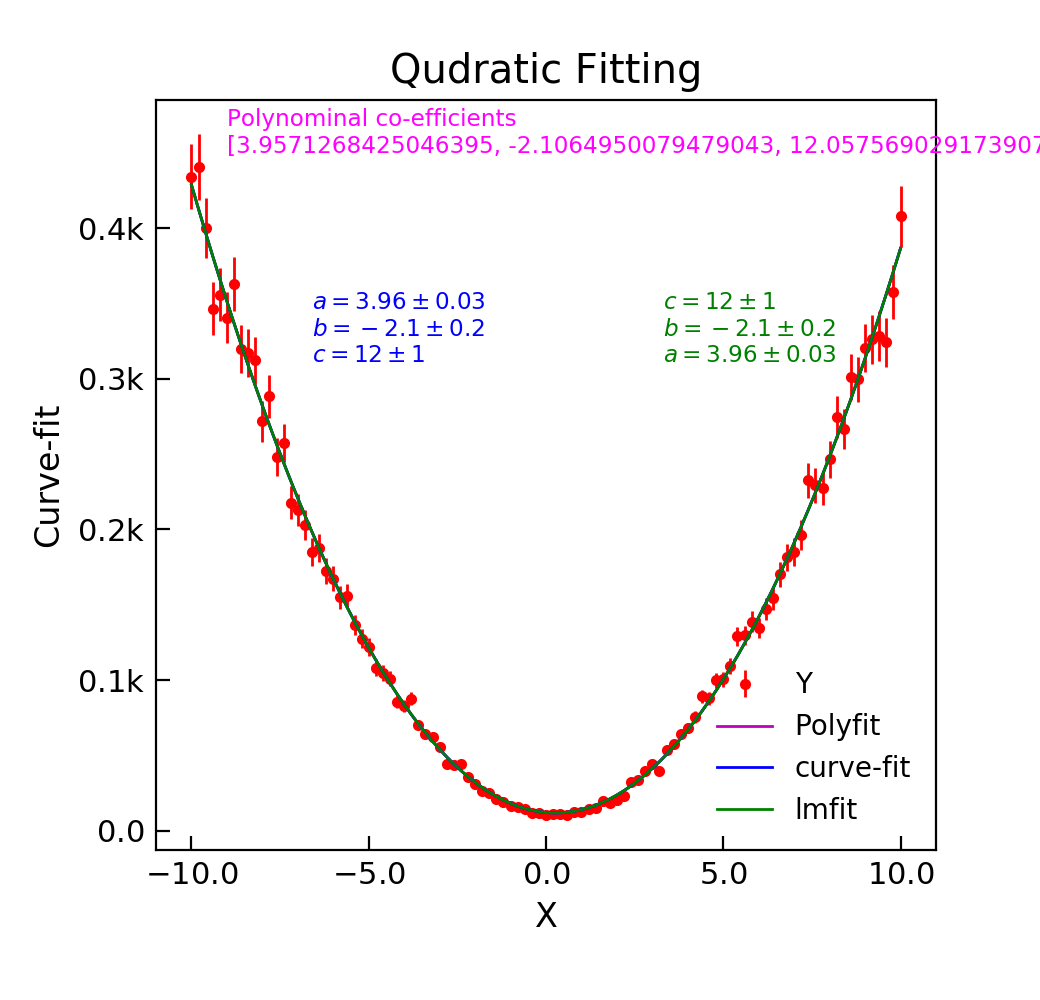 Qudratic Fitting
Polynominal co-efficients
[3.9571268425046395, -2.1064950079479043, 12.057569029173907
0.4k
0.3k
0.2k
0.1k
0.0
Curve-fit
a = 3.96 ± 0.03
b = −2.1 ± 0.2
c = 12 ± 1
c = 12 ± 1
b = −2.1 ± 0.2
a = 3.96 ± 0.03
Y
Polyfit
curve-fit
lmfit
−10.0 −5.0 0.0 5.0 10.0
X